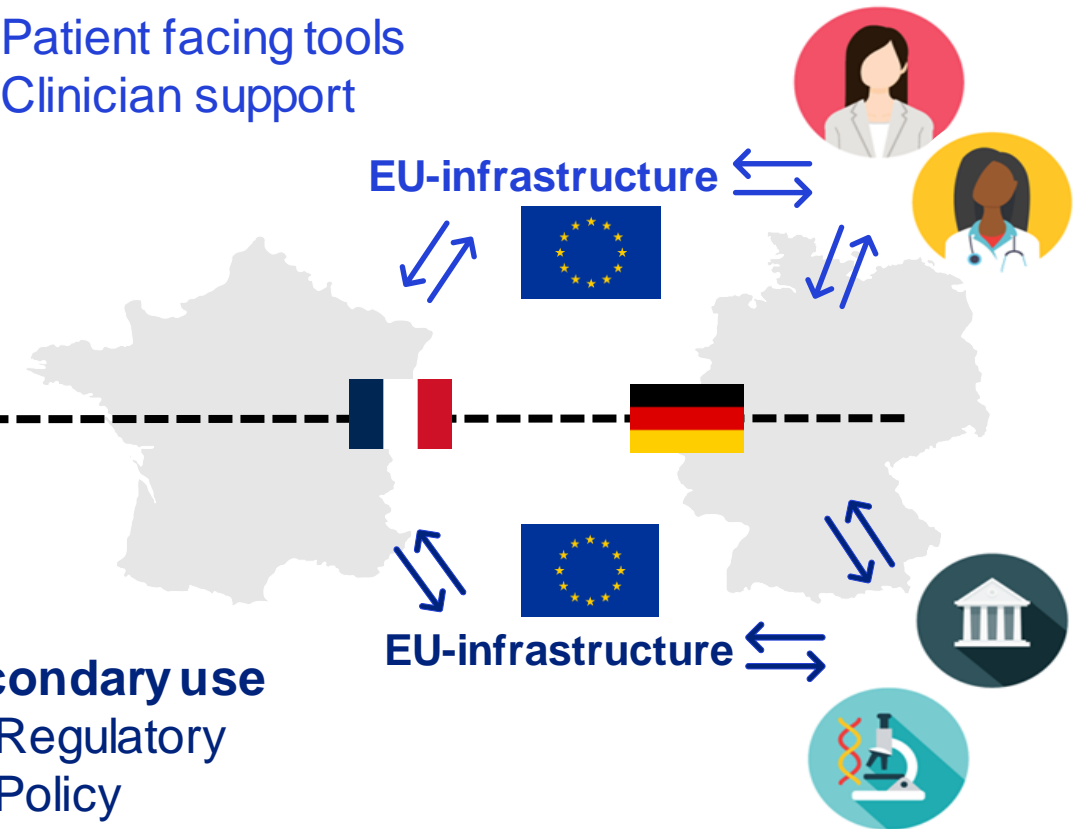 Patient facing tools
Clinician support
EU-infrastructure
EU-infrastructure
condary use
Regulatory
Policy